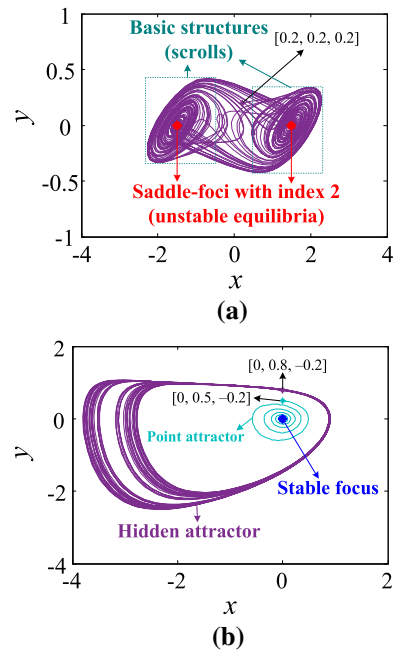 Basic structures
(scrolls)
[0.2, 0.2, 0.2]
1
0.5
0
-0.5
-1
y
Saddle-foci with index 2
(unstable equilibria)
-4
-2
0
2
4
x
(a)
2
0
-2
-4
y
[0, 0.8, –0.2]
[0, 0.5, –0.2]
Point attractor
Stable focus
Hidden attractor
-4
-2
0
2
x
(b)